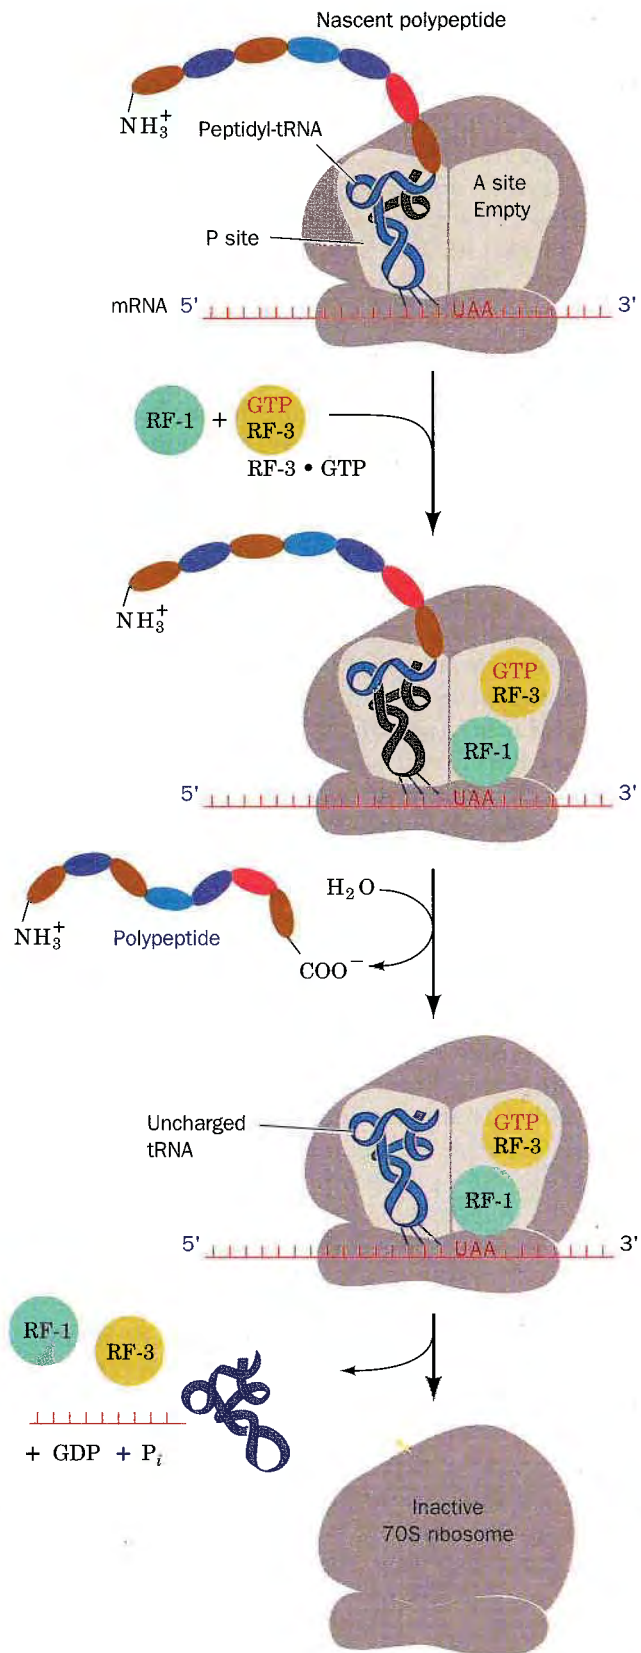 Nascent polypeptide
NH₃⁺
Peptidyl-tRNA
A site
Empty
P site
mRNA 5' UAA 3'
RF-1 + GTP
RF-3
RF-3 • GTP
NH₃⁺
GTP
RF-3
RF-1
5' UAA 3'
H₂O
NH₃⁺
Polypeptide
COO⁻
Uncharged
tRNA
GTP
RF-3
RF-1
5' UAA 3'
RF-1
RF-3
+ GDP + Pᵢ
Inactive
70S ribosome